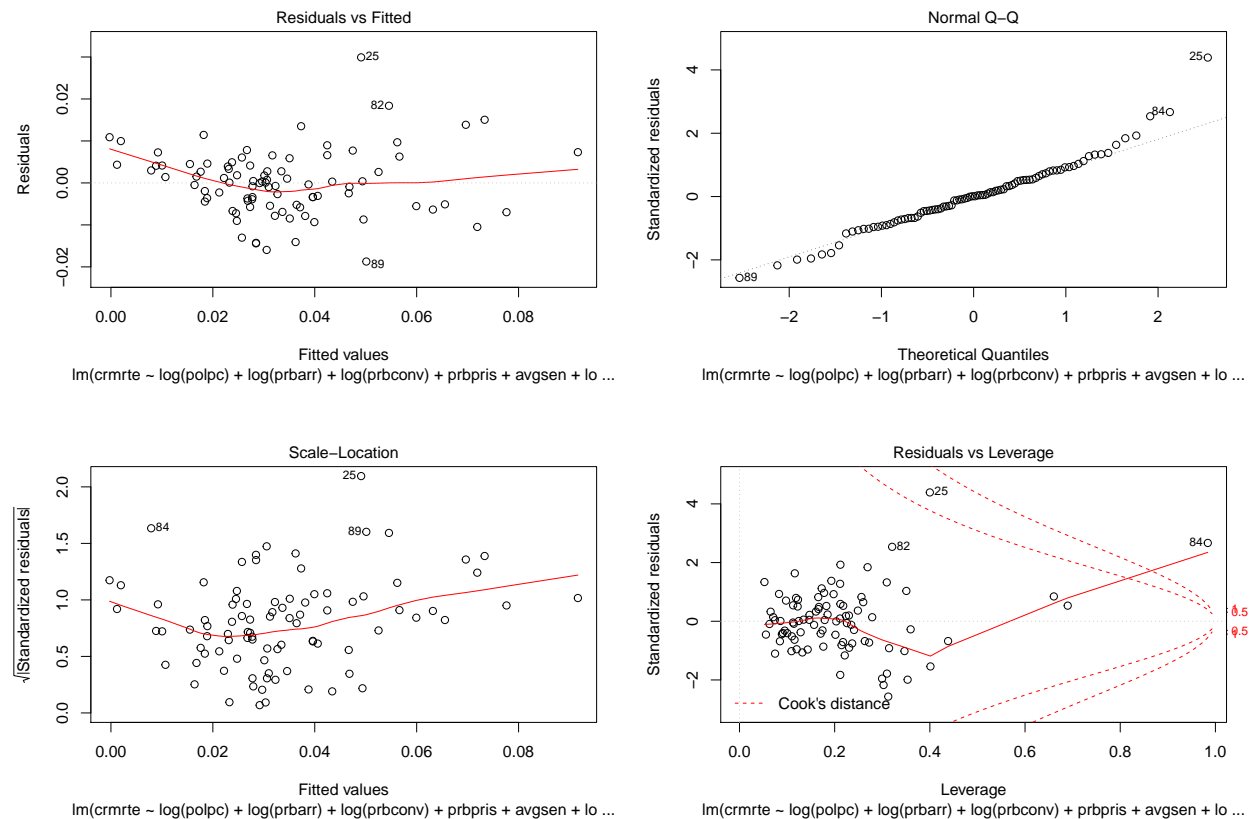 Residuals vs Fitted
Residuals
0.02
0.00
−0.02
25
82
89
0.00 0.02 0.04 0.06 0.08
Fitted values
lm(crmrte ~ log(polpc) + log(prbarr) + log(prbconv) + prbpris + avgsen + lo ...
Normal Q−Q
Standardized residuals
4
2
0
−2
25
84
89
−2 −1 0 1 2
Theoretical Quantiles
lm(crmrte ~ log(polpc) + log(prbarr) + log(prbconv) + prbpris + avgsen + lo ...
Scale−Location
√|Standardized residuals|
2.0
1.5
1.0
0.5
0.0
25
84
89
0.00 0.02 0.04 0.06 0.08
Fitted values
lm(crmrte ~ log(polpc) + log(prbarr) + log(prbconv) + prbpris + avgsen + lo ...
Residuals vs Leverage
Standardized residuals
4
2
0
−2
25
82
84
0.5
0.5
Cook's distance
0.0 0.2 0.4 0.6 0.8 1.0
Leverage
lm(crmrte ~ log(polpc) + log(prbarr) + log(prbconv) + prbpris + avgsen + lo ...